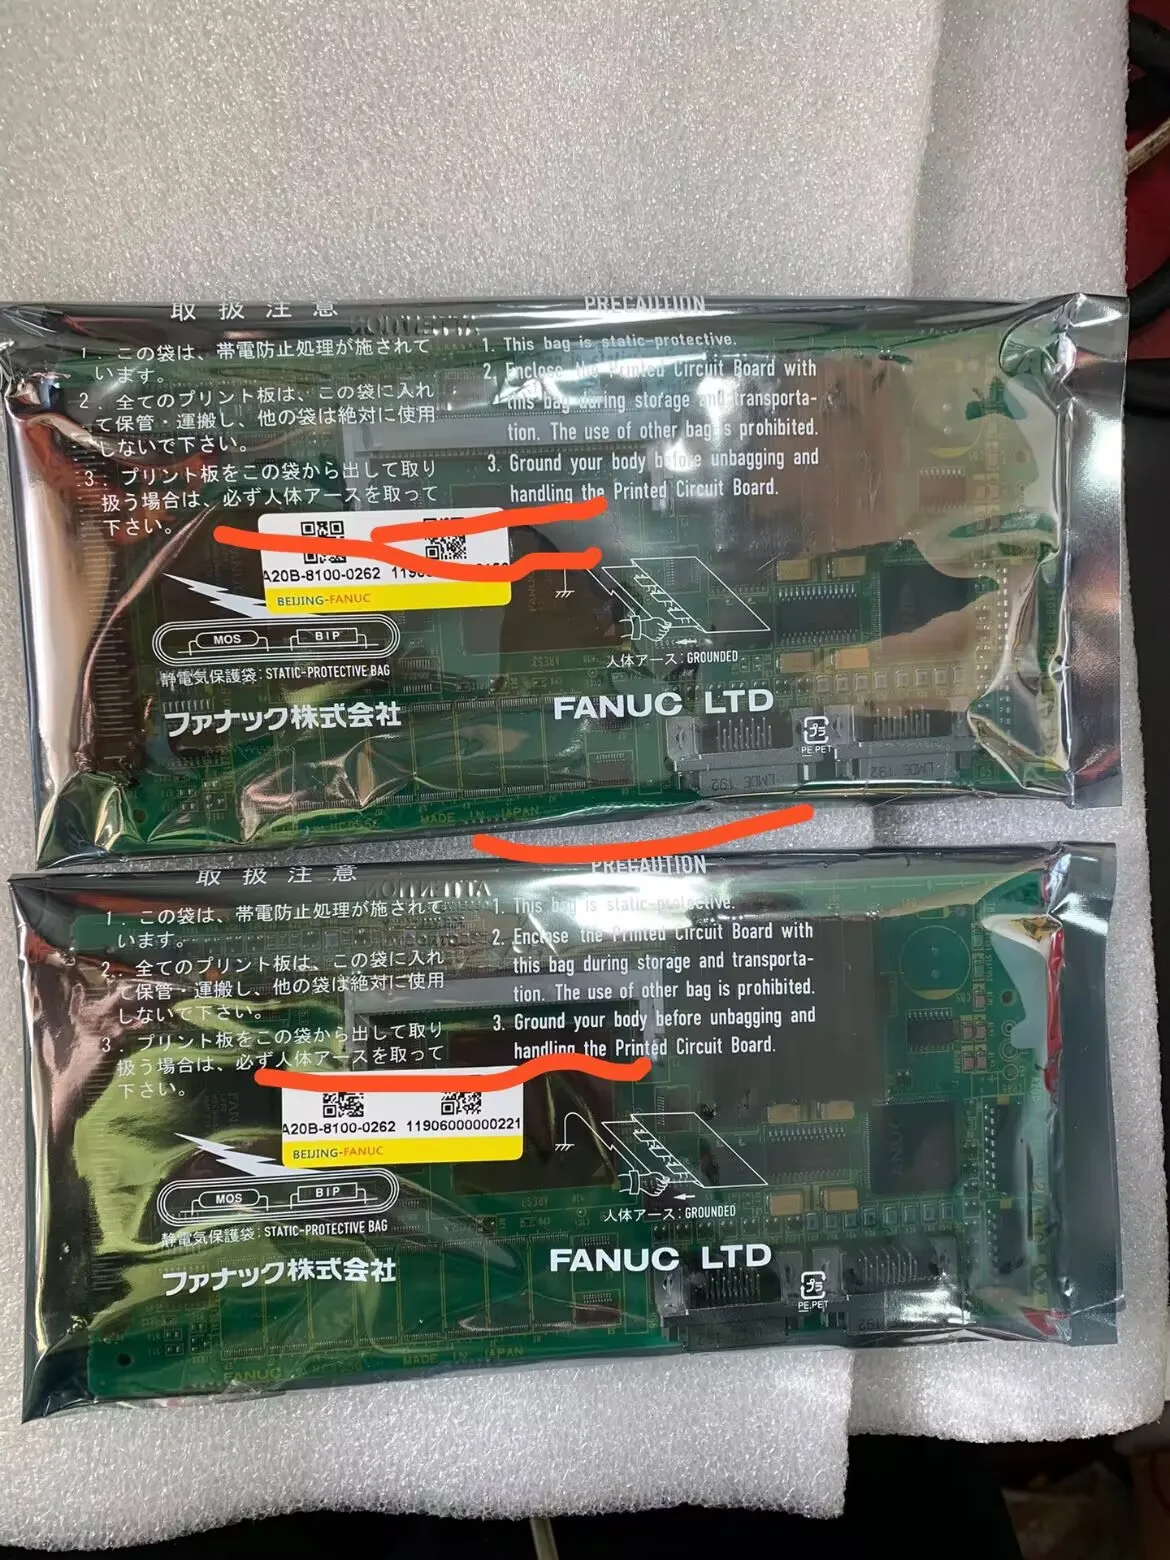 取 扱 注 意
1. この袋は、帯電防止処理が施されて
います。
2. 全てのプリント板は、この袋に入れ
て保管・運搬し、他の袋は絶対に使用
しないで下さい。
3. プリント板をこの袋から出して取り
扱う場合は、必ず人体アースを取って
下さい。
PRECAUTION
1. This bag is static-protective.
2. Enclose the Printed Circuit Board with
this bag during storage and transporta-
tion. The use of other bag is prohibited.
3. Ground your body before unbagging and
handling the Printed Circuit Board.
A20B-8100-0262
BEIJING-FANUC
MOS
BIP
静電気保護袋：STATIC-PROTECTIVE BAG
人体アース：GROUNDED
ファナック株式会社
FANUC LTD
プラ
PE.PET
LMDE 192
LMDE 192
MADE IN JAPAN
取 扱 注 意
1. この袋は、帯電防止処理が施されて
います。
2. 全てのプリント板は、この袋に入れ
て保管・運搬し、他の袋は絶対に使用
しないで下さい。
3. プリント板をこの袋から出して取り
扱う場合は、必ず人体アースを取って
下さい。
PRECAUTION
1. This bag is static-protective.
2. Enclose the Printed Circuit Board with
this bag during storage and transporta-
tion. The use of other bag is prohibited.
3. Ground your body before unbagging and
handling the Printed Circuit Board.
A20B-8100-0262 11906000000221
BEIJING-FANUC
MOS
BIP
静電気保護袋：STATIC-PROTECTIVE BAG
人体アース：GROUNDED
ファナック株式会社
FANUC LTD
プラ
PE.PET
MADE IN JAPAN
FANUC